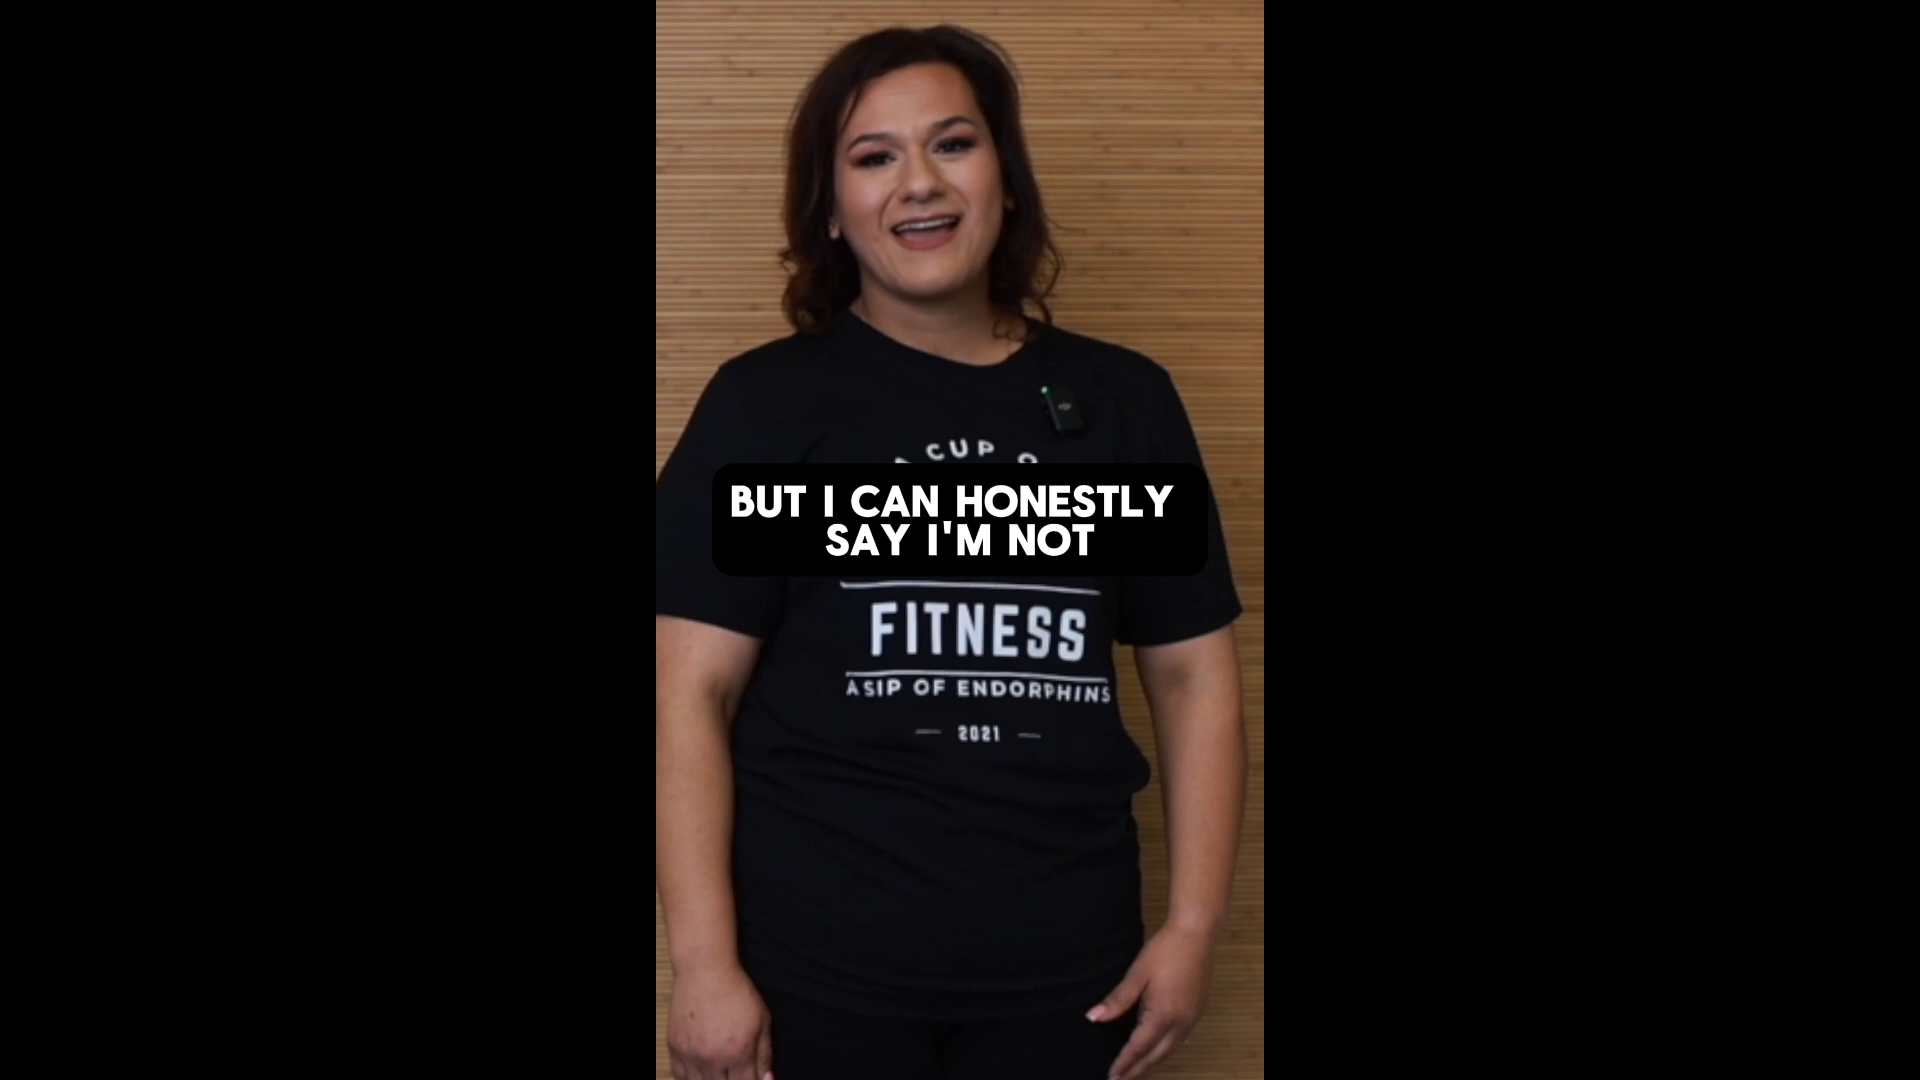 A CUP O
BUT I CAN HONESTLY
SAY I'M NOT
FITNESS
A SIP OF ENDORPHINS
2021